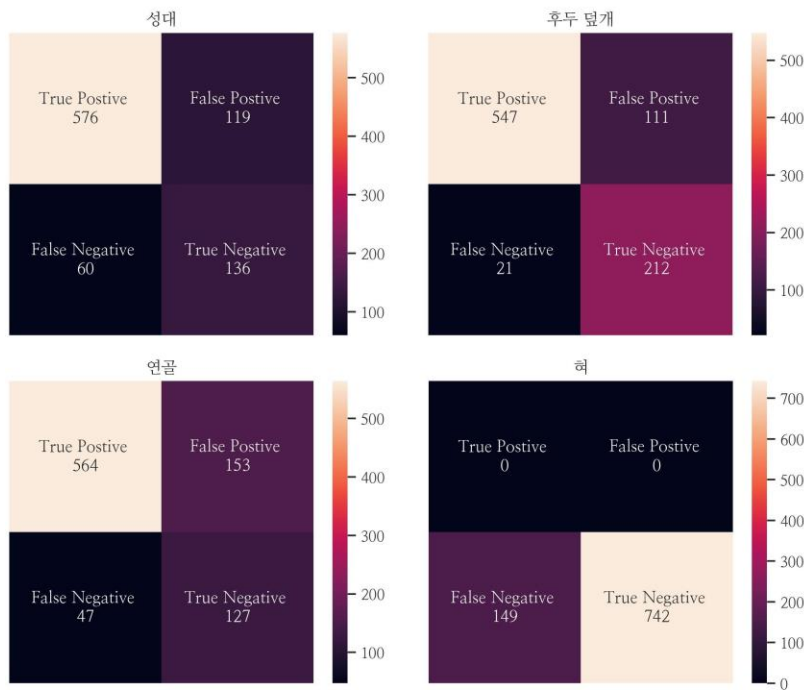 성대
True Postive
576
False Postive
119
False Negative
60
True Negative
136
500
400
300
200
100
후두 덮개
True Postive
547
False Postive
111
False Negative
21
True Negative
212
500
400
300
200
100
연골
True Postive
564
False Postive
153
False Negative
47
True Negative
127
500
400
300
200
100
혀
True Postive
0
False Postive
0
False Negative
149
True Negative
742
700
600
500
400
300
200
100
0